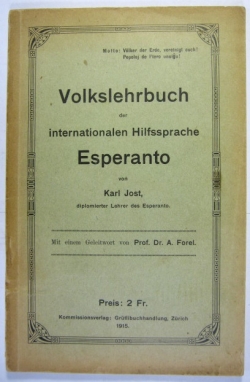 Motto: Völker der Erde, vereinigt euch!
Popoloj de l'tero unuiĝu!
Volkslehrbuch
der
internationalen Hilfssprache
Esperanto
von
Karl Jost,
diplomierter Lehrer des Esperanto.
Mit einem Geleitwort von Prof. Dr. A. Forel.
Preis: 2 Fr.
Kommissionsverlag: Grütlibuchhandlung, Zürich
1915.